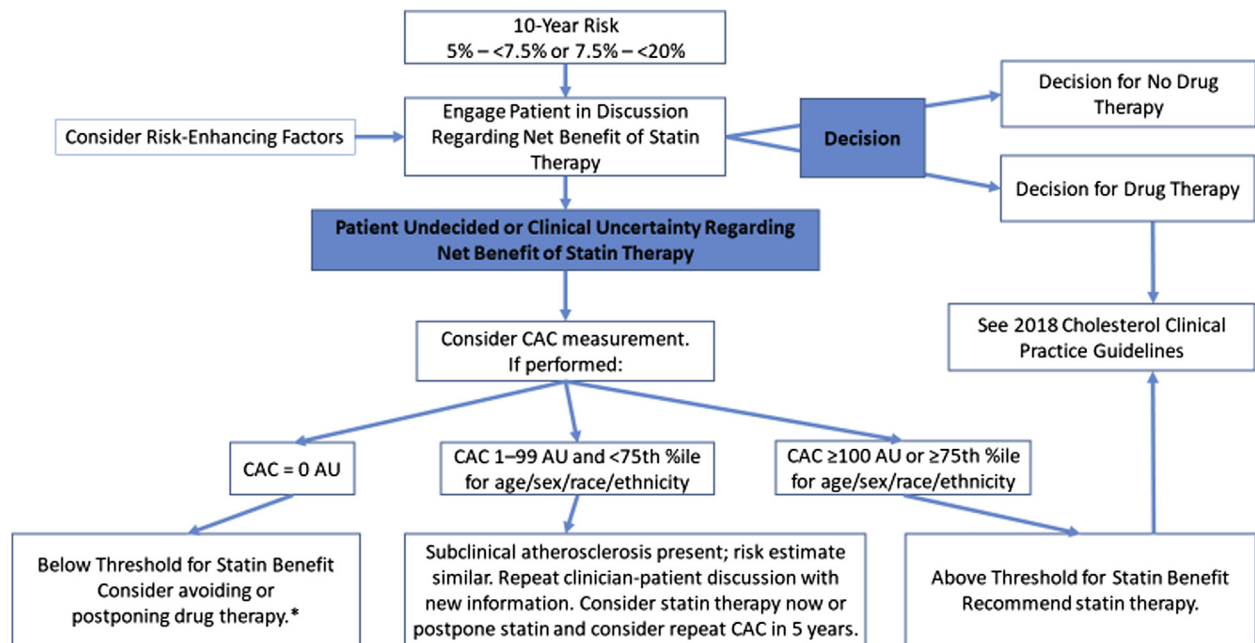 10-Year Risk
5% – <7.5% or 7.5% – <20%
Consider Risk-Enhancing Factors
Engage Patient in Discussion
Regarding Net Benefit of Statin
Therapy
Decision
Decision for No Drug
Therapy
Decision for Drug Therapy
Patient Undecided or Clinical Uncertainty Regarding
Net Benefit of Statin Therapy
See 2018 Cholesterol Clinical
Practice Guidelines
Consider CAC measurement.
If performed:
CAC = 0 AU
CAC 1–99 AU and <75th %ile
for age/sex/race/ethnicity
CAC ≥100 AU or ≥75th %ile
for age/sex/race/ethnicity
Below Threshold for Statin Benefit
Consider avoiding or
postponing drug therapy.*
Subclinical atherosclerosis present; risk estimate
similar. Repeat clinician-patient discussion with
new information. Consider statin therapy now or
postpone statin and consider repeat CAC in 5 years.
Above Threshold for Statin Benefit
Recommend statin therapy.